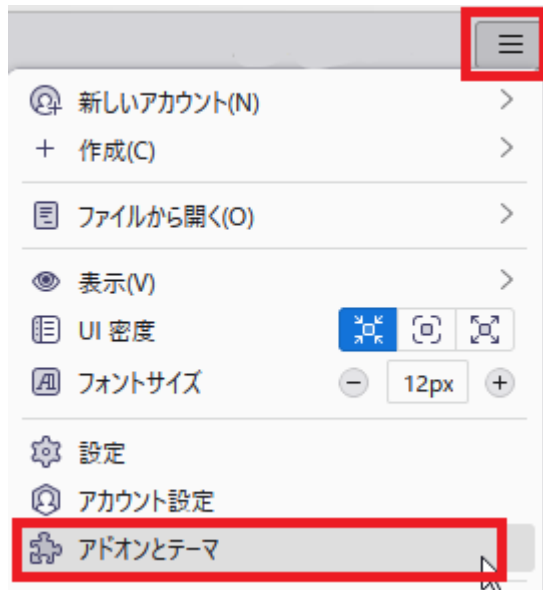 新しいアカウント(N)
作成(C)
ファイルから開く(O)
表示(V)
UI 密度
フォントサイズ
12px
設定
アカウント設定
アドオンとテーマ